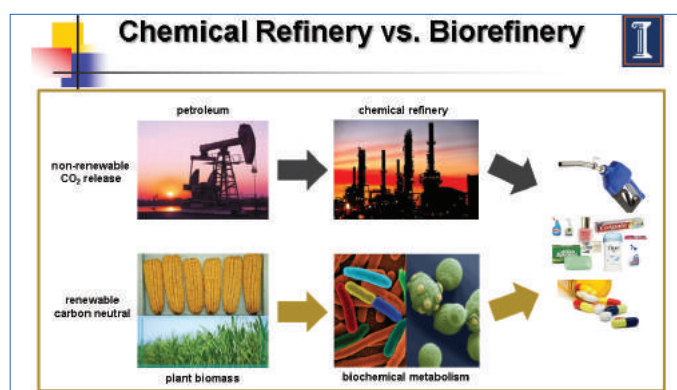 Chemical Refinery vs. Biorefinery
petroleum
chemical refinery
non-renewable
CO₂ release
Colgate
renewable
carbon neutral
plant biomass
biochemical metabolism